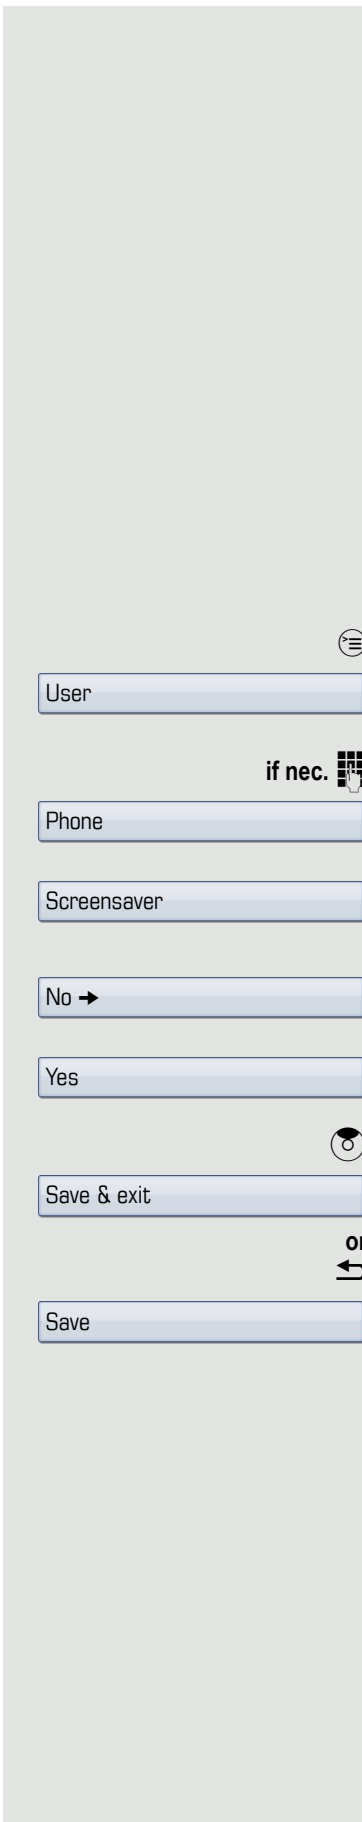 User
if nec.
Phone
Screensaver
No →
Yes
Save & exit
or
Save